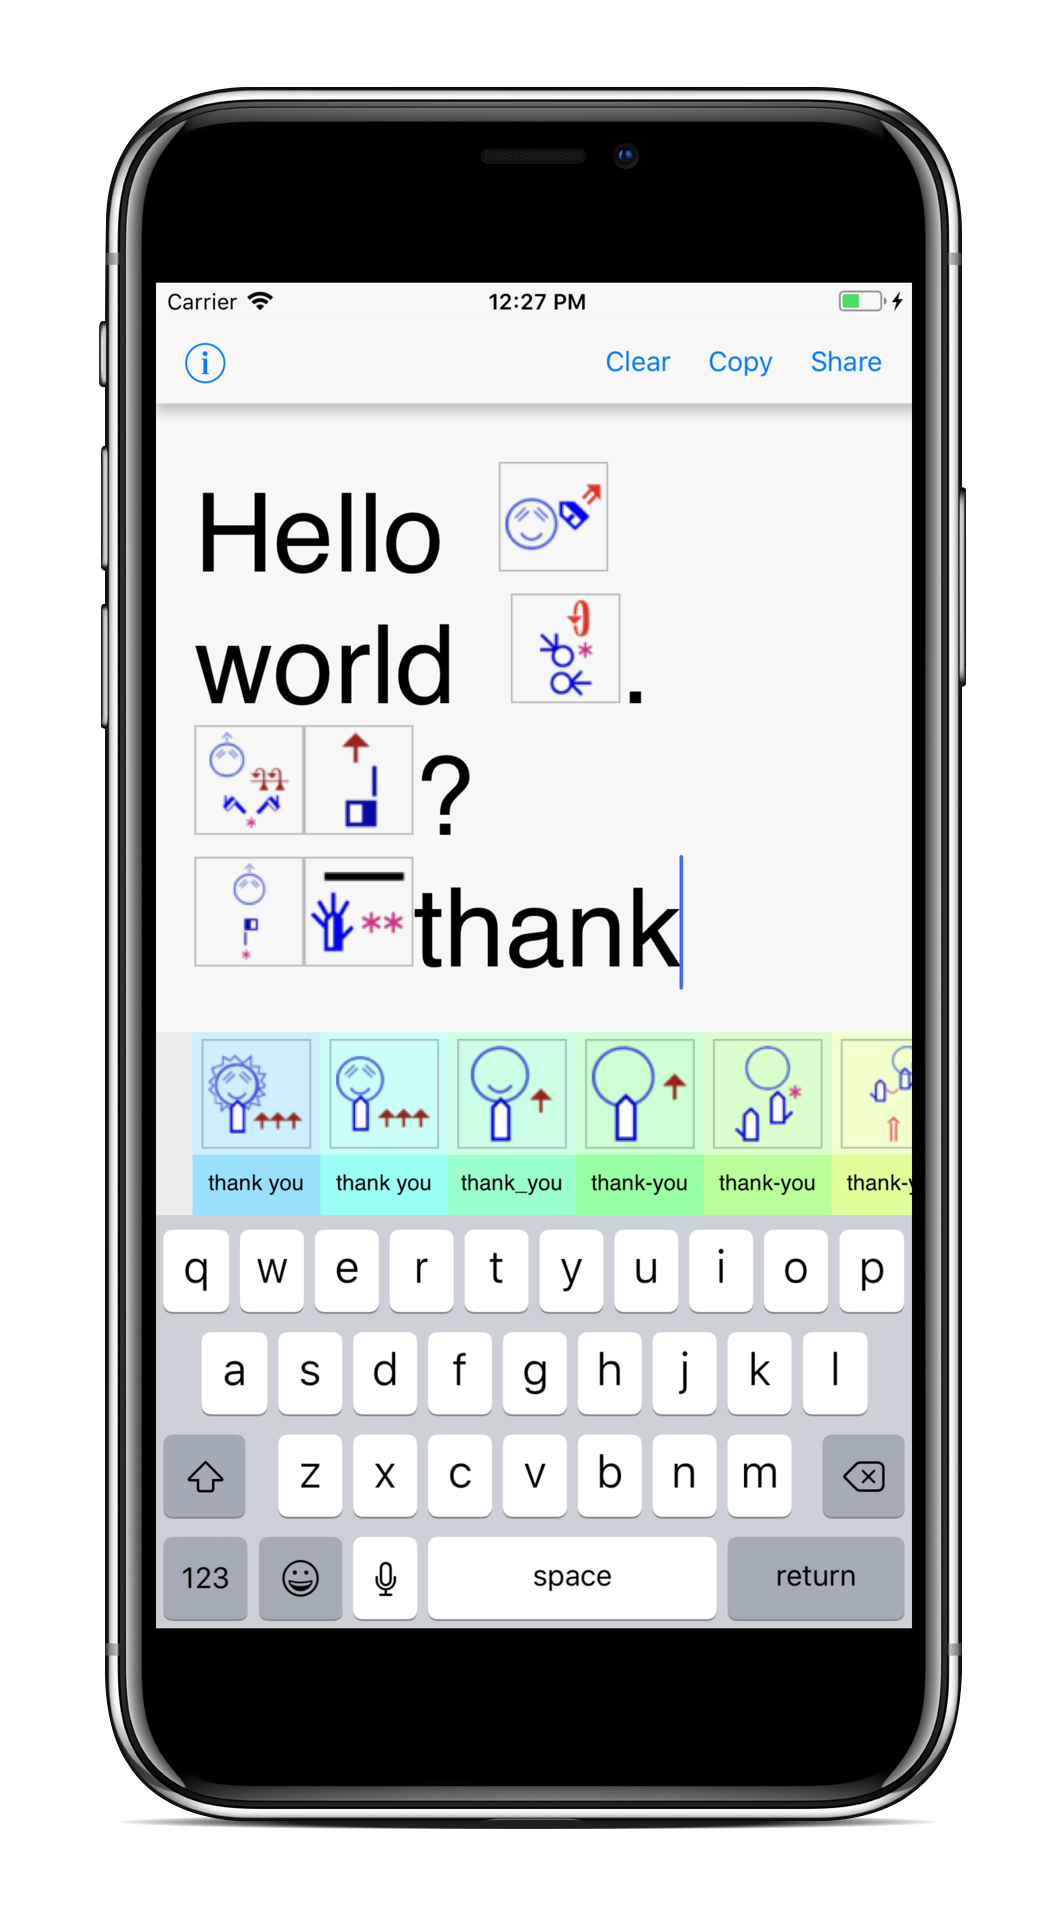 Carrier 12:27 PM
i Clear Copy Share
Hello
world .
?
thank
thank you thank you thank_you thank-you thank-you thank-y
q w e r t y u i o p
a s d f g h j k l
z x c v b n m
123 space return